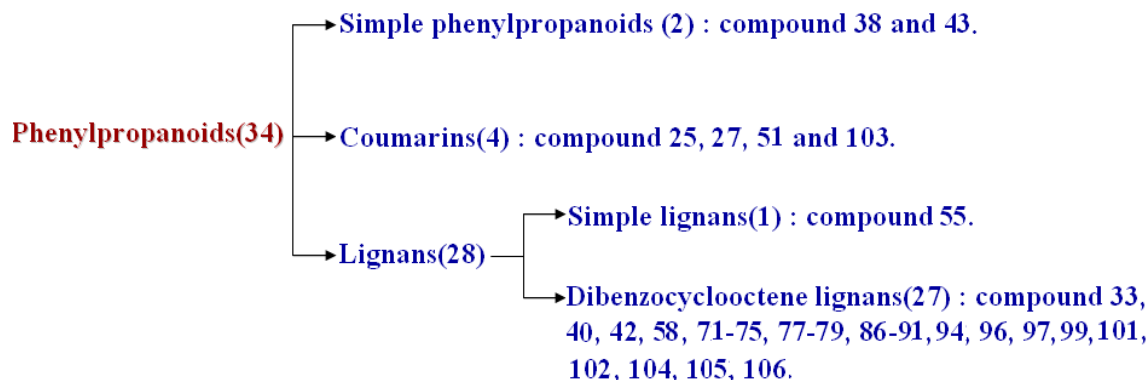 Simple phenylpropanoids (2) : compound 38 and 43.
Phenylpropanoids(34)
Coumarins(4) : compound 25, 27, 51 and 103.
Simple lignans(1) : compound 55.
Lignans(28)
Dibenzocyclooctene lignans(27) : compound 33,
40, 42, 58, 71-75, 77-79, 86-91,94, 96, 97,99,101,
102, 104, 105, 106.